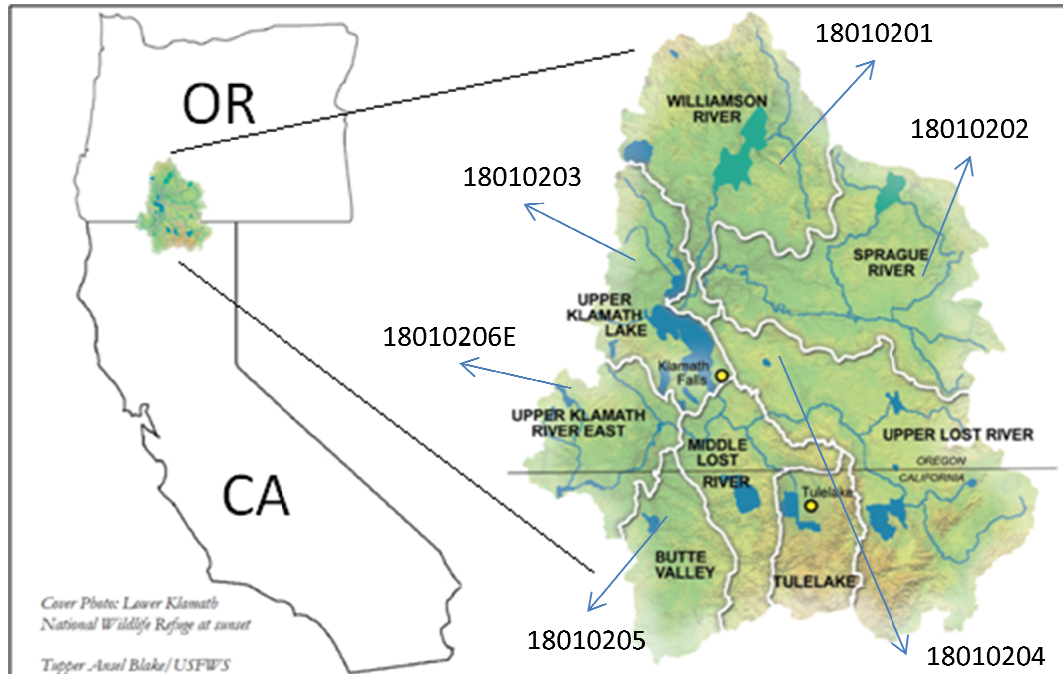 OR
CA
Cover Photo: Lower Klamath
National Wildlife Refuge at sunset
Tupper Ansel Blake/USFWS
18010201
18010202
18010203
18010206E
18010205
18010204
WILLIAMSON
RIVER
SPRAGUE
RIVER
UPPER
KLAMATH
LAKE
Klamath
Falls
UPPER KLAMATH
RIVER EAST
MIDDLE
LOST
RIVER
UPPER LOST RIVER
OREGON
CALIFORNIA
Tulelake
BUTTE
VALLEY
TULELAKE